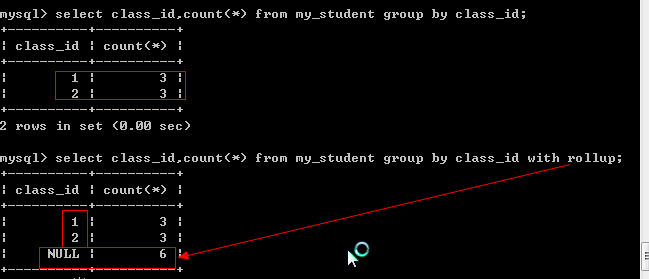 mysql> select class_id,count(*) from my_student group by class_id;
+----------+----------+
| class_id | count(*) |
+----------+----------+
|        1 |        3 |
|        2 |        3 |
+----------+----------+
2 rows in set (0.00 sec)
mysql> select class_id,count(*) from my_student group by class_id with rollup;
+----------+----------+
| class_id | count(*) |
+----------+----------+
|        1 |        3 |
|        2 |        3 |
|     NULL |        6 |
+----------+----------+